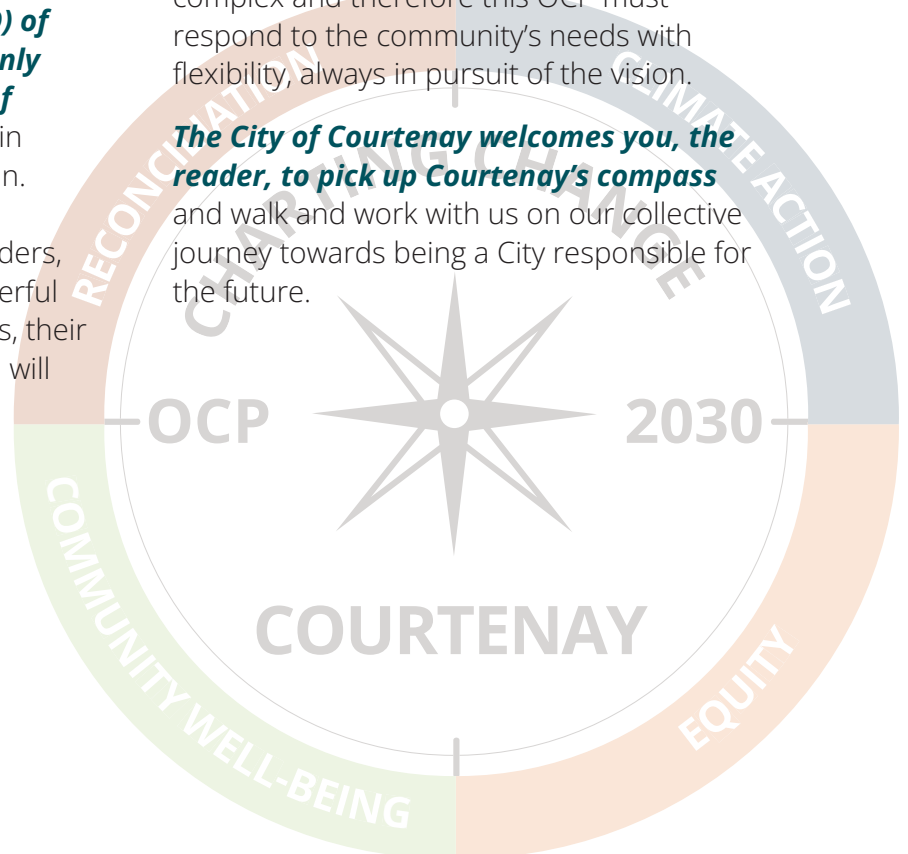 ) of
nly
f
in
n.
ders,
erful
s, their
will
complex and therefore this OCP must
respond to the community’s needs with
flexibility, always in pursuit of the vision.
The City of Courtenay welcomes you, the
reader, to pick up Courtenay’s compass
and walk and work with us on our collective
journey towards being a City responsible for
the future.
RECONCILIATION
CLIMATE ACTION
CHARTING CHANGE
OCP
2030
COURTENAY
COMMUNITY WELL-BEING
EQUITY